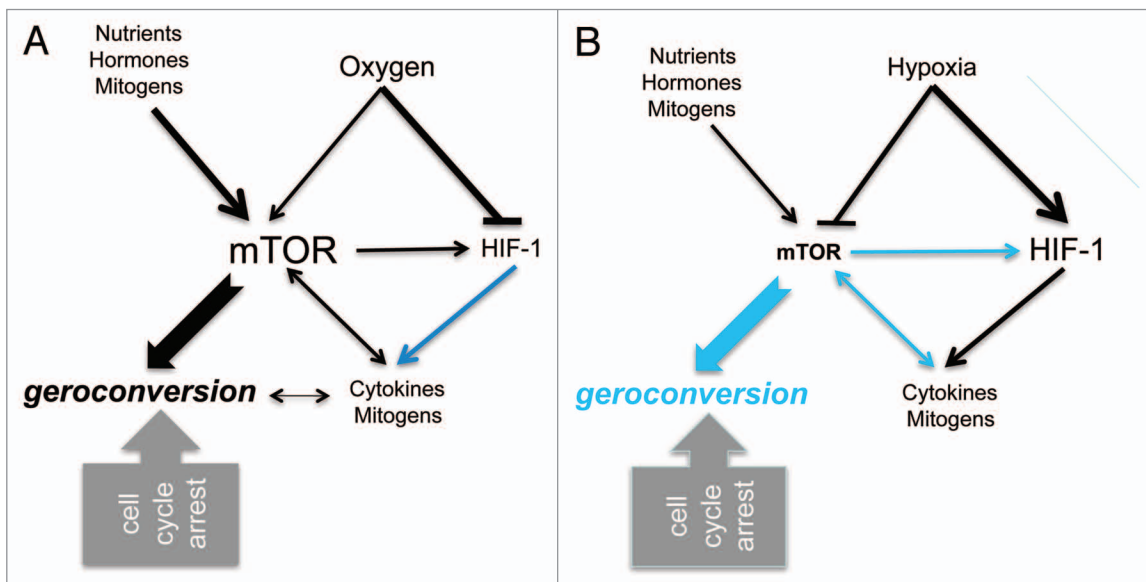 A
Nutrients
Hormones
Mitogens
Oxygen
mTOR
HIF-1
geroconversion
Cytokines
Mitogens
cell
cycle
arrest
B
Nutrients
Hormones
Mitogens
Hypoxia
mTOR
HIF-1
geroconversion
Cytokines
Mitogens
cell
cycle
arrest